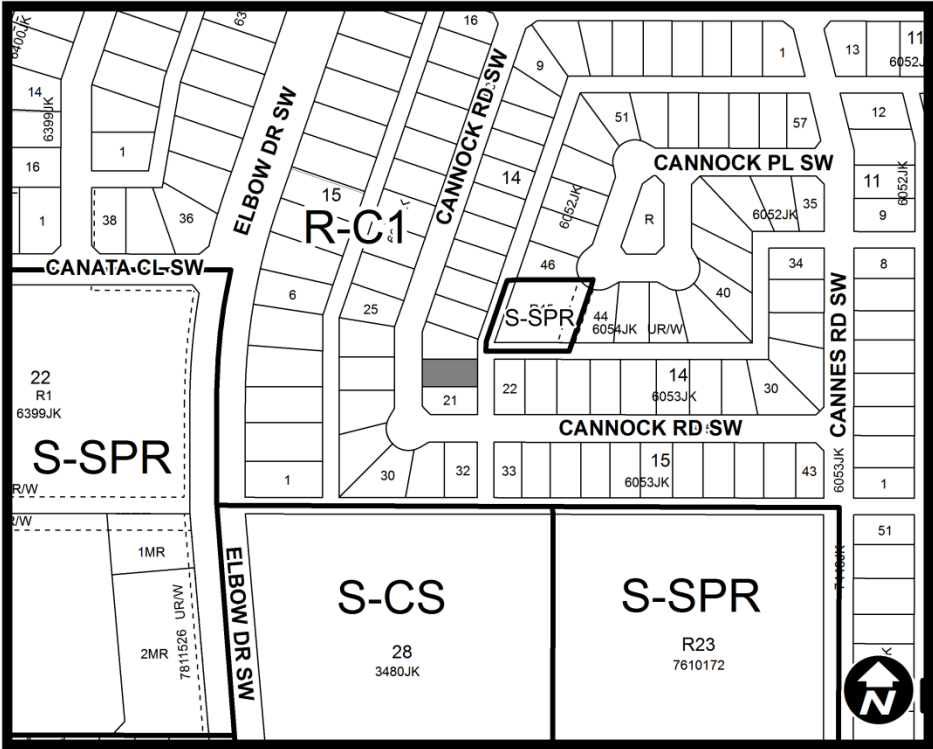 16
1
13
11
6052J
6400JK
63
9
14
6399JK
51
57
12
1
16
ELBOW DR SW
CANNOCK RD SW
CANNOCK PL SW
14
11
6052JK
15
R-C1
6052JK
1
38
36
R
6052JK
35
9
CANATA CL SW
46
34
8
6
25
S-SPR
44
6054JK
UR/W
40
CANNES RD SW
22
R1
6399JK
S-SPR
21
22
14
6053JK
30
CANNOCK RD SW
R/W
R/W
1
30
32
33
15
6053JK
43
6053JK
1
1MR
51
ELBOW DR SW
S-CS
S-SPR
28
3480JK
R23
7610172
2MR
7811526
UR/W
K
N